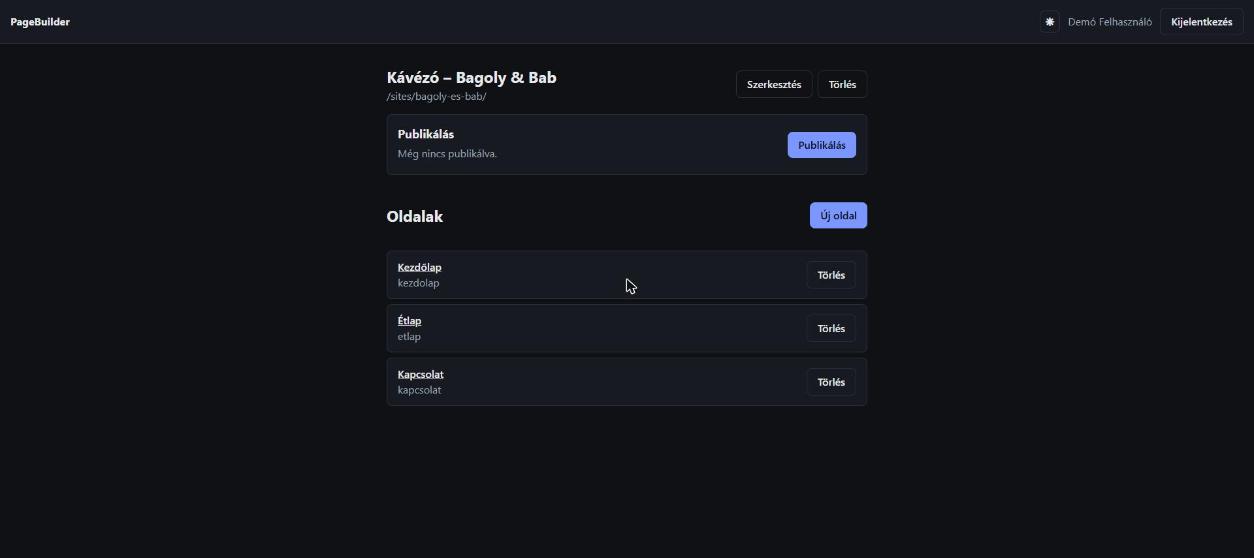 PageBuilder
Demó Felhasználó Kijelentkezés
Kávézó – Bagoly & Bab
/sites/bagoly-es-bab/
Szerkesztés Törlés
Publikálás
Még nincs publikálva.
Publikálás
Oldalak
Új oldal
Kezdőlap
kezdolap
Törlés
Étlap
etlap
Törlés
Kapcsolat
kapcsolat
Törlés